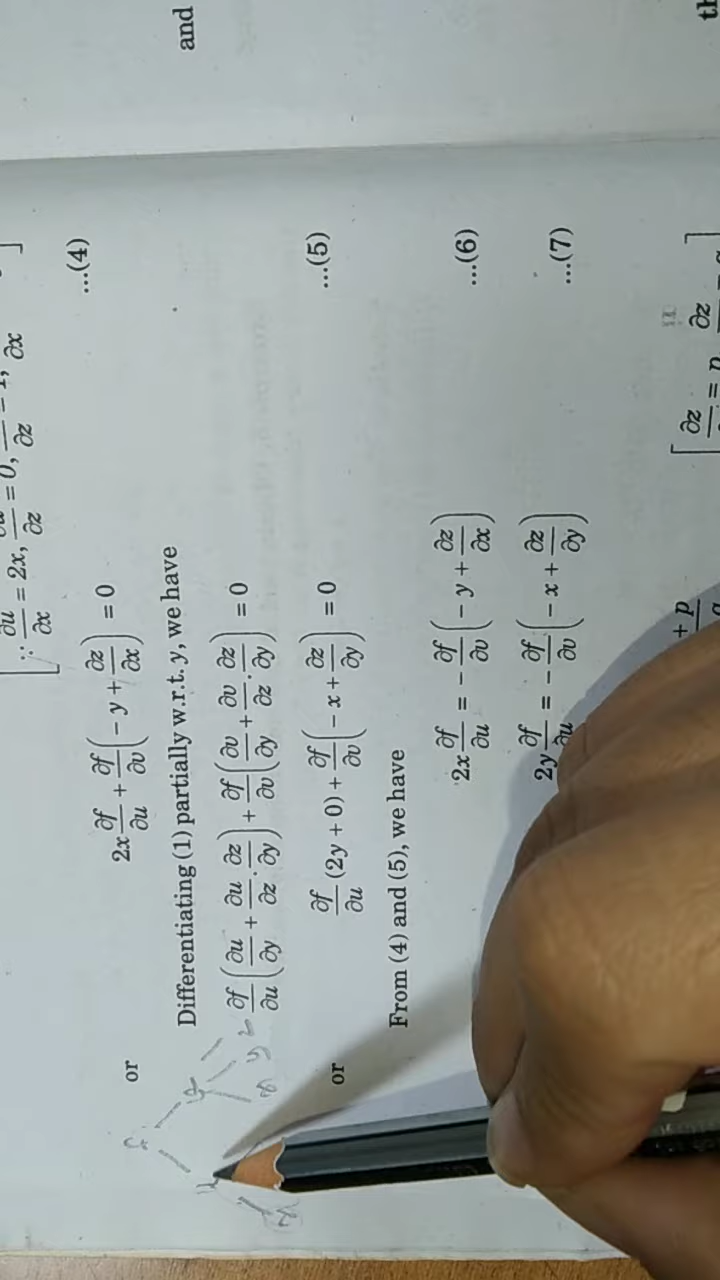 [∵ ∂u/∂x = 2x, ∂u/∂z = 0, ∂z = 1, ∂x ]
or 2x ∂f/∂u + ∂f/∂v (− y + ∂z/∂x) = 0 ...(4)
Differentiating (1) partially w.r.t. y, we have
∂f/∂u (∂u/∂y + ∂u/∂z · ∂z/∂y) + ∂f/∂v (∂v/∂y + ∂v/∂z · ∂z/∂y) = 0
or ∂f/∂u (2y + 0) + ∂f/∂v (− x + ∂z/∂y) = 0 ...(5)
From (4) and (5), we have
2x ∂f/∂u = − ∂f/∂v (− y + ∂z/∂x) ...(6)
2y ∂f/∂u = − ∂f/∂v (− x + ∂z/∂y) ...(7)
+ p [∂z = p, ∂z ]
and